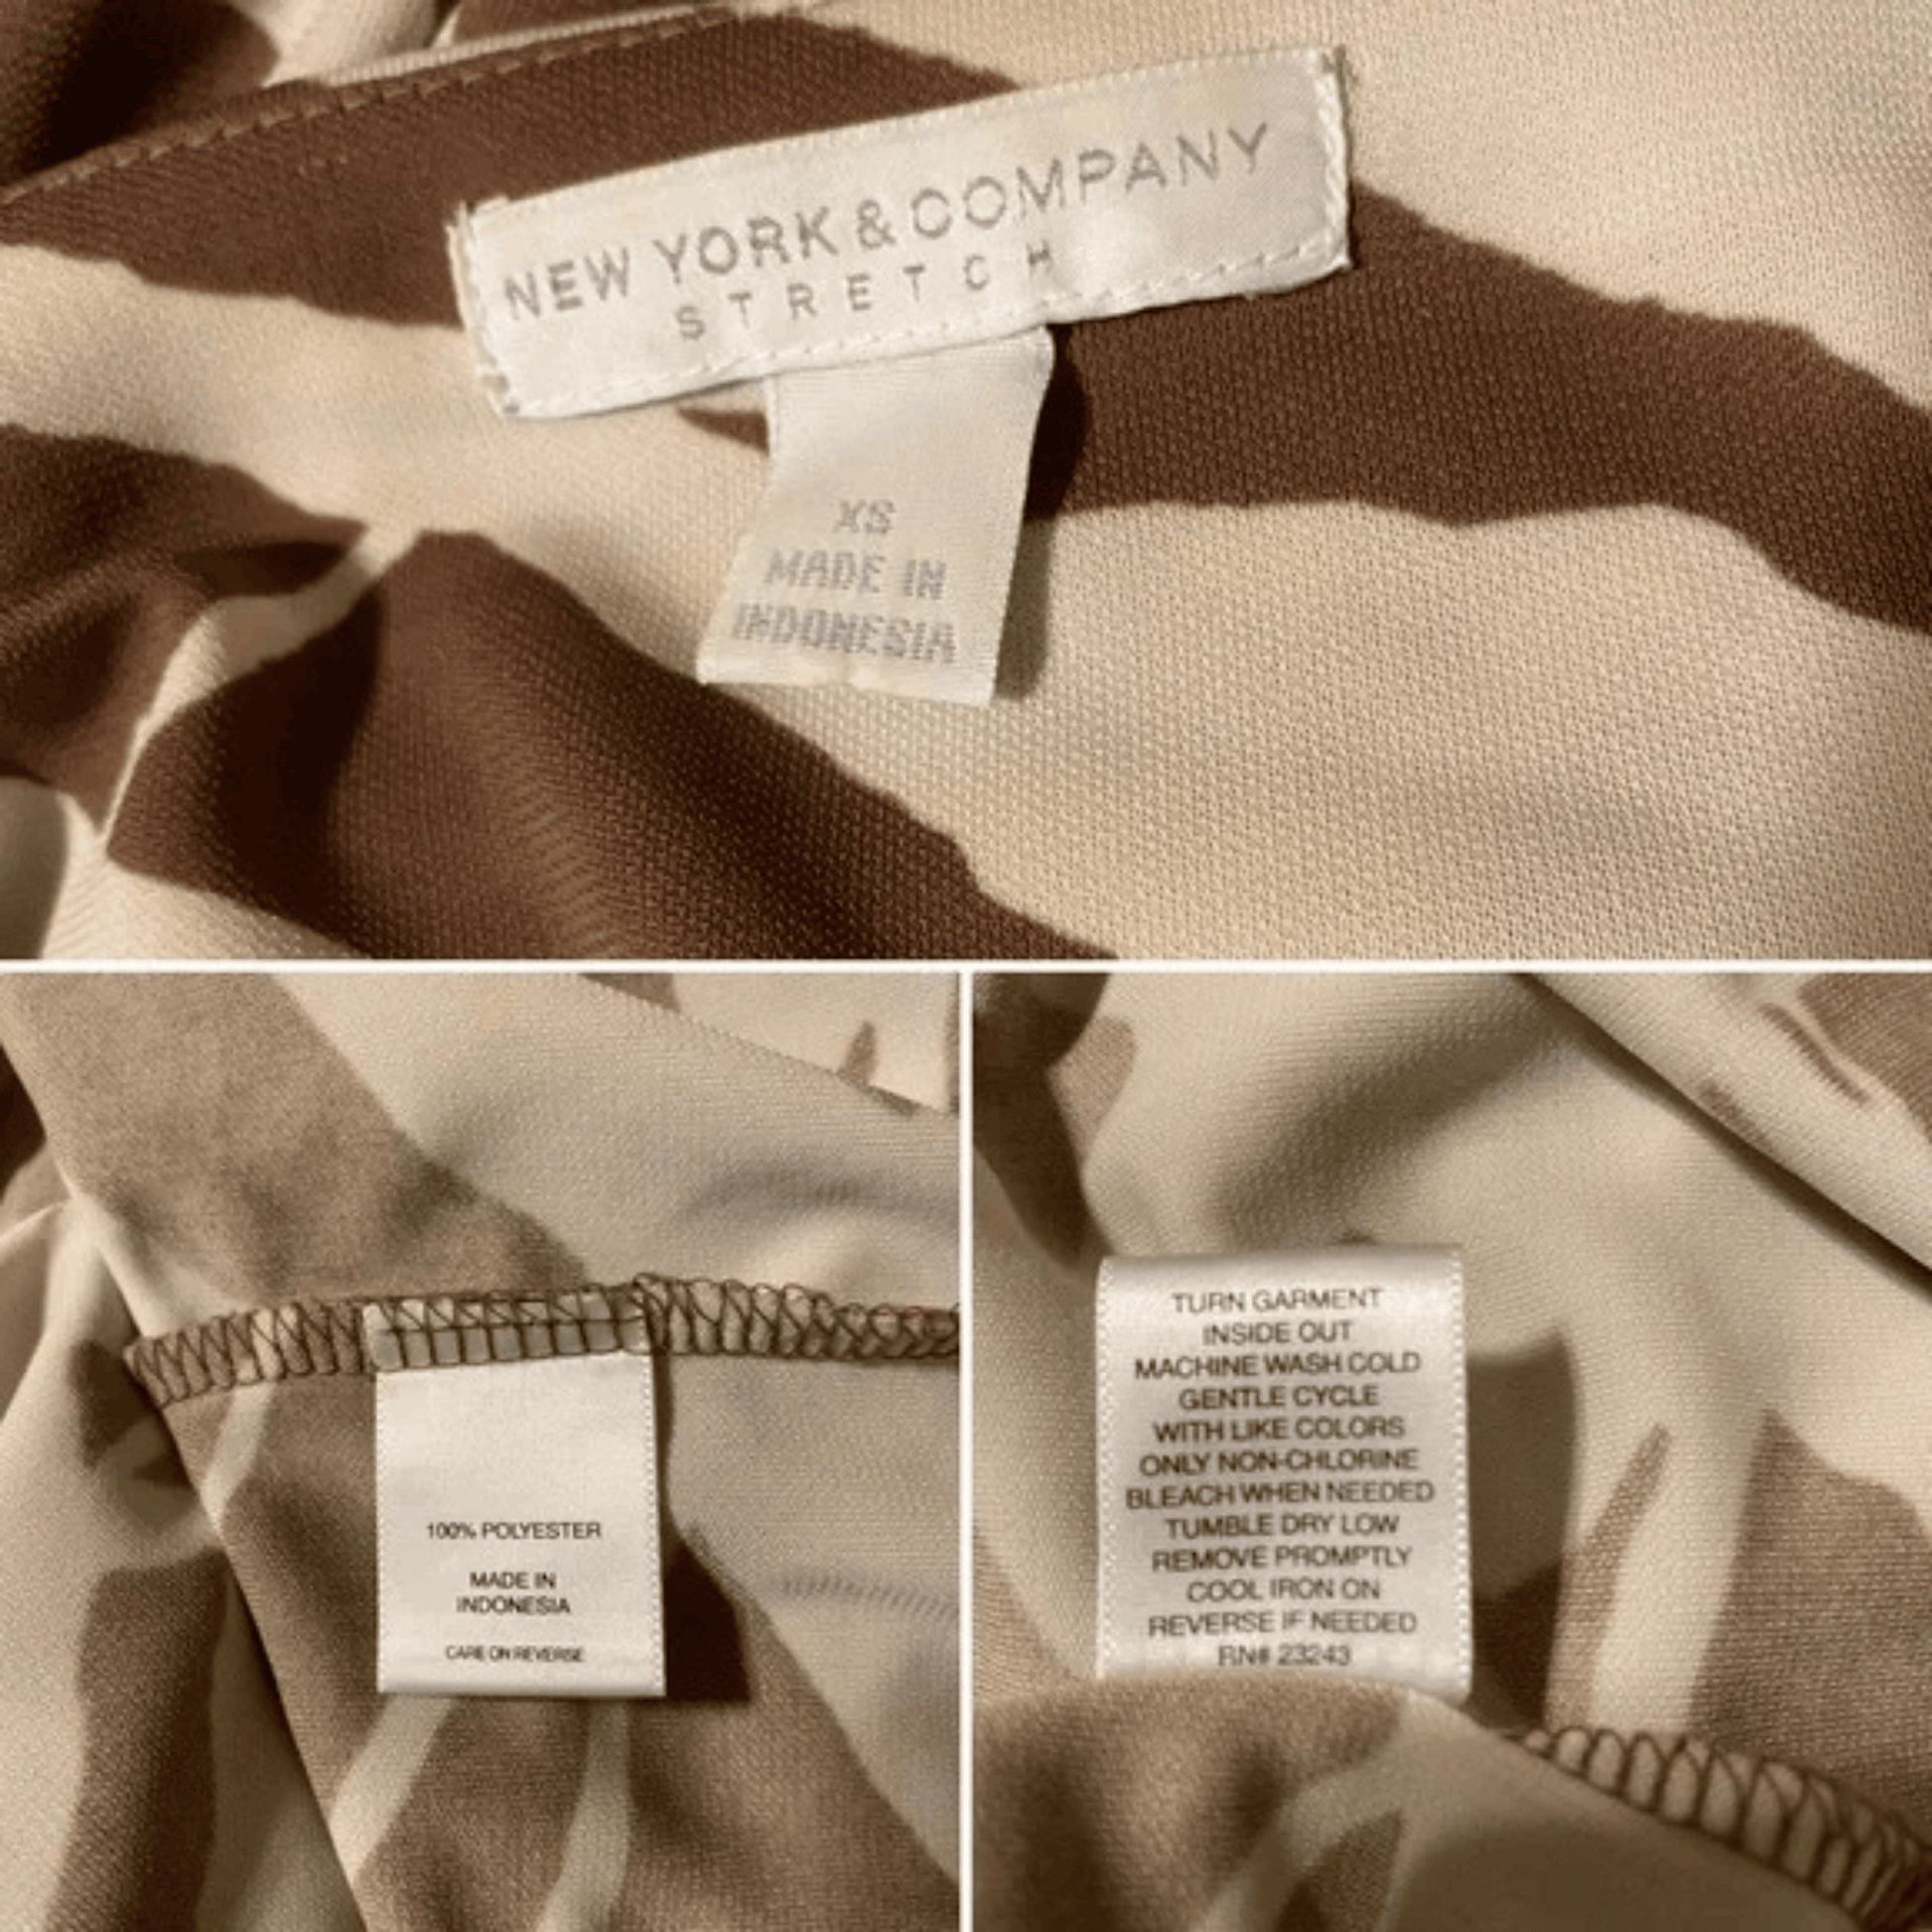 NEW YORK & COMPANY
STRETCH
XS
MADE IN
INDONESIA
100% POLYESTER
MADE IN
INDONESIA
CARE ON REVERSE
TURN GARMENT
INSIDE OUT
MACHINE WASH COLD
GENTLE CYCLE
WITH LIKE COLORS
ONLY NON-CHLORINE
BLEACH WHEN NEEDED
TUMBLE DRY LOW
REMOVE PROMPTLY
COOL IRON ON
REVERSE IF NEEDED
RN# 23243